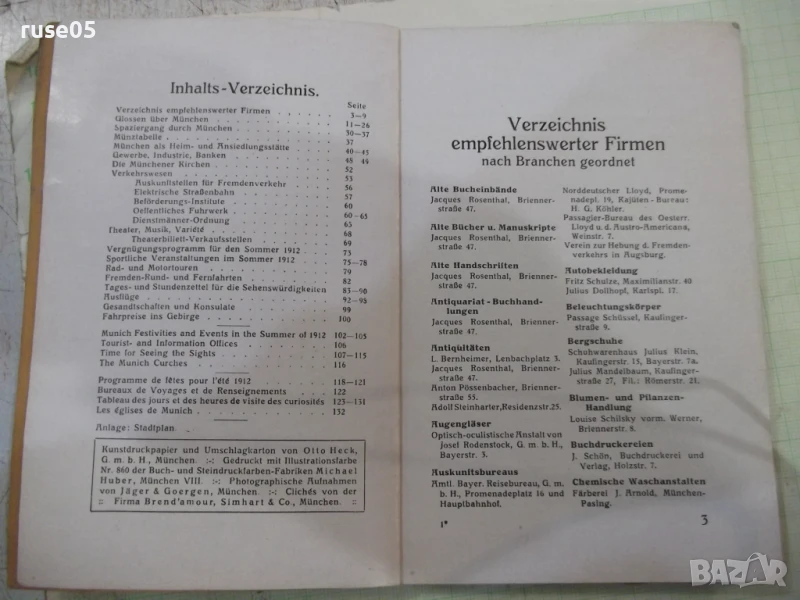 ruse05
Inhalts-Verzeichnis.
Seite
Verzeichnis empfehlenswerter Firmen . . . . . . 3—9
Glossen über München . . . . . . 11—26
Spaziergang durch München . . . . . . 30—37
Münztabelle . . . . . . 37
München als Heim- und Ansiedlungsstätte . . . . . . 40—45
Gewerbe, Industrie, Banken . . . . . . 48
Die Münchener Kirchen . . . . . . 52
Verkehrswesen . . . . . . 53
Auskunftstellen für Fremdenverkehr . . . . . . 56
Elektrische Straßenbahn . . . . . . 57
Beförderungs-Institute . . . . . . 60
Oeffentliches Fuhrwerk . . . . . . 60—65
Dienstmänner-Ordnung . . . . . . 65
Theater, Musik, Variété . . . . . . 68
Theaterbillett-Verkaufsstellen . . . . . . 69
Vergnügungsprogramm für den Sommer 1912 . . . . . . 73
Sportliche Veranstaltungen im Sommer 1912 . . . . . . 75—78
Rad- und Motortouren . . . . . . 79
Fremden-Rund- und Fernfahrten . . . . . . 82
Tages- und Stundenzettel für die Sehenswürdigkeiten . . 83—90
Ausflüge . . . . . . 92—95
Gesandtschaften und Konsulate . . . . . . 99
Fahrpreise ins Gebirge . . . . . . 100
Munich Festivities and Events in the Summer of 1912 . . 102—105
Tourist- and Information Offices . . . . . . 106
Time for Seeing the Sights . . . . . . 107—115
The Munich Curches . . . . . . 116
Programme de fêtes pour l'été 1912 . . . . . . 118—121
Bureaux de Voyages et de Renseignements . . . . . . 122
Tableau des jours et des heures de visite des curiosités . . 123—131
Les églises de Munich . . . . . . 132
Anlage: Stadtplan.
Kunstdruckpapier und Umschlagkarton von Otto Heck,
G. m. b. H., München. :-: Gedruckt mit Illustrationsfarbe
Nr. 860 der Buch- und Steindruckfarben-Fabriken Michael
Huber, München VIII. :-: Photographische Aufnahmen
von Jäger & Goergen, München. :-: Clichés von der
:: Firma Brend'amour, Simhart & Co., München. ::
Verzeichnis
empfehlenswerter Firmen
nach Branchen geordnet
Alte Bucheinbände
Jacques Rosenthal, Brienner-
straße 47.
Alte Bücher u. Manuskripte
Jacques Rosenthal, Brienner-
straße 47.
Alte Handschriften
Jacques Rosenthal, Brienner-
straße 47.
Antiquariat-Buchhand-
lungen
Jacques Rosenthal, Brienner-
straße 47.
Antiquitäten
L. Bernheimer, Lenbachplatz 3.
Jacques Rosenthal, Brienner-
straße 47.
Anton Pössenbacher, Brienner-
straße 55.
Adolf Steinharter, Residenzstr. 25.
Augengläser
Optisch-oculistische Anstalt von
Josef Rodenstock, G. m. b. H.,
Bayerstr. 3.
Auskunftsbureaus
Amtl. Bayer. Reisebureau, G. m.
b. H., Promenadeplatz 16 und
Hauptbahnhof.
Norddeutscher Lloyd, Prome-
nadepl. 19, Kajüten-Bureau:
H. G. Köhler.
Passagier-Bureau des Oesterr.
Lloyd u. d. Austro-Americana,
Weinstr. 7.
Verein zur Hebung d. Fremden-
verkehrs in Augsburg.
Autobekleidung
Fritz Schulze, Maximilianstr. 40
Julius Dollhopf, Karlspl. 17.
Beleuchtungskörper
Passage Schüssel, Kaufinger-
straße 9.
Bergschuhe
Schuhwarenhaus Julius Klein,
Kaufingerstr. 15, Bayerstr. 7a.
Julius Mandelbaum, Kaufinger-
straße 27, Fil.: Römerstr. 21.
Blumen- und Pflanzen-
Handlung
Louise Schilsky vorm. Werner,
Briennerstr. 8.
Buchdruckereien
J. Schön, Buchdruckerei und
Verlag, Holzstr. 7.
Chemische Waschanstalten
Färberei J. Arnold, München-
Pasing.
1*
3
BAZAR
bg